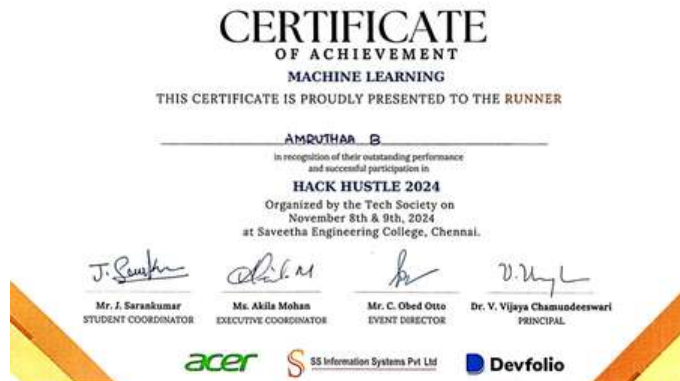 CERTIFICATE
OF ACHIEVEMENT
MACHINE LEARNING
THIS CERTIFICATE IS PROUDLY PRESENTED TO THE RUNNER
AMRUTHAA B
in recognition of their outstanding performance
and successful participation in
HACK HUSTLE 2024
Organized by the Tech Society on
November 8th & 9th, 2024
at Saveetha Engineering College, Chennai.
Mr. J. Sarankumar
STUDENT COORDINATOR
Ms. Akila Mohan
EXECUTIVE COORDINATOR
Mr. C. Obed Otto
EVENT DIRECTOR
Dr. V. Vijaya Chamundeeswari
PRINCIPAL
acer
SS Information Systems Pvt Ltd
Devfolio